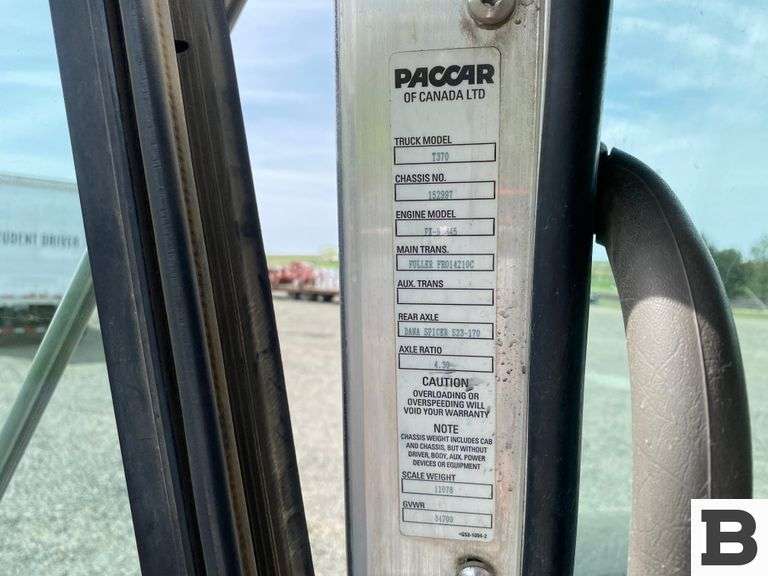 PACCAR
OF CANADA LTD
TRUCK MODEL
T370
CHASSIS NO.
152997
ENGINE MODEL
MAIN TRANS.
FULLER FRO14210C
AUX. TRANS
REAR AXLE
DANA SPICER S23-170
AXLE RATIO
4.30
CAUTION
OVERLOADING OR
OVERSPEEDING WILL
VOID YOUR WARRANTY
NOTE
CHASSIS WEIGHT INCLUDES CAB
AND CHASSIS, BUT WITHOUT
DRIVER, BODY, AUX. POWER
DEVICES OR EQUIPMENT
SCALE WEIGHT
11078
GVWR
34700
TUDENT DRIVER
B